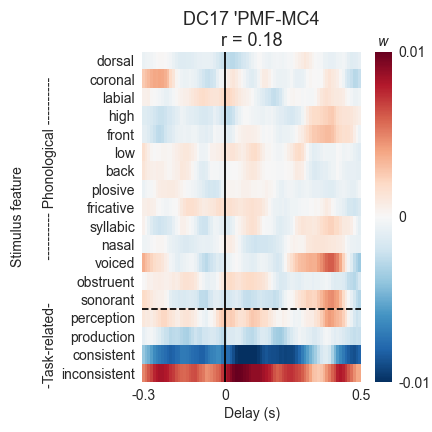 DC17 'PMF-MC4
r = 0.18
w
0.01
0
-0.01
Stimulus feature
---------- Phonological ----------
-Task-related-
dorsal
coronal
labial
high
front
low
back
plosive
fricative
syllabic
nasal
voiced
obstruent
sonorant
perception
production
consistent
inconsistent
-0.3
0
0.5
Delay (s)